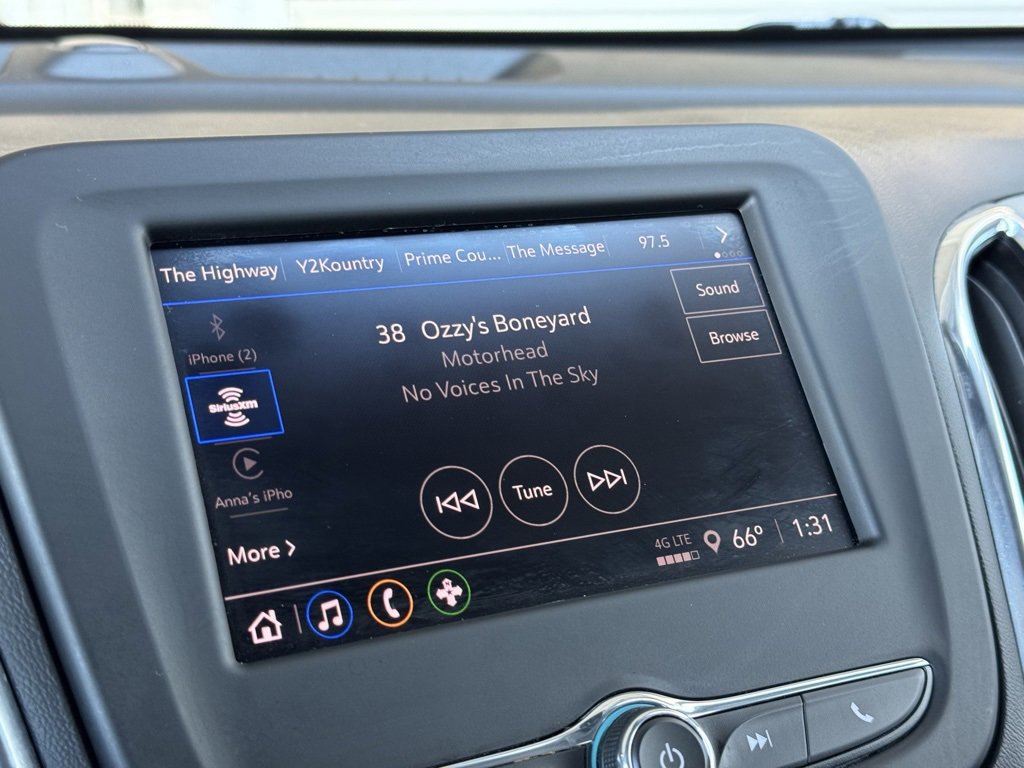 The Highway Y2Kountry Prime Cou... The Message 97.5
Sound
Browse
iPhone (2)
SiriusXM
Anna's iPho
More
38 Ozzy's Boneyard
Motorhead
No Voices In The Sky
Tune
4G LTE 66° 1:31